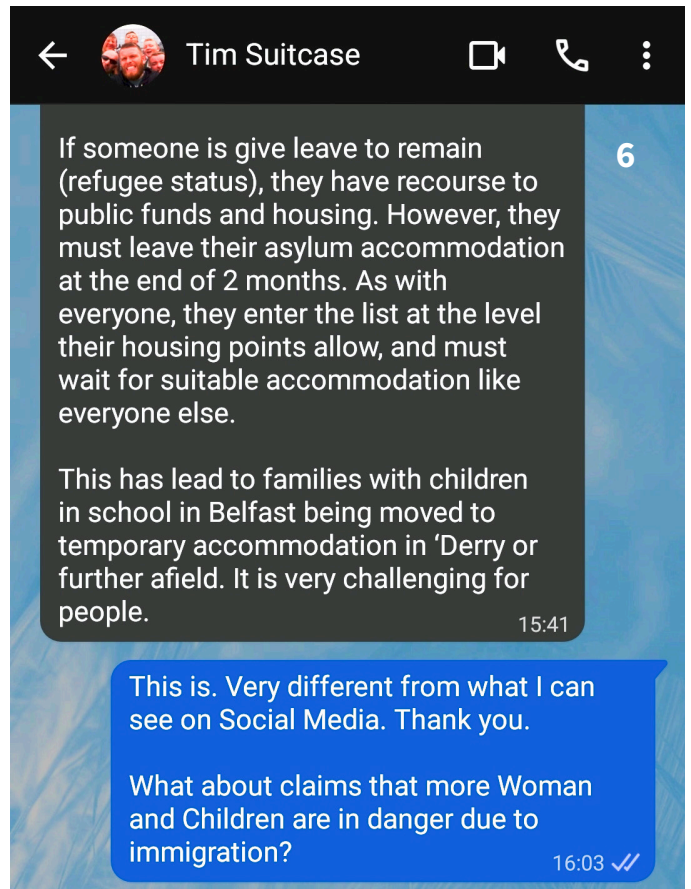 Tim Suitcase
6
If someone is give leave to remain
(refugee status), they have recourse to
public funds and housing. However, they
must leave their asylum accommodation
at the end of 2 months. As with
everyone, they enter the list at the level
their housing points allow, and must
wait for suitable accommodation like
everyone else.
This has lead to families with children
in school in Belfast being moved to
temporary accommodation in ‘Derry or
further afield. It is very challenging for
people.
15:41
This is. Very different from what I can
see on Social Media. Thank you.
What about claims that more Woman
and Children are in danger due to
immigration?
16:03